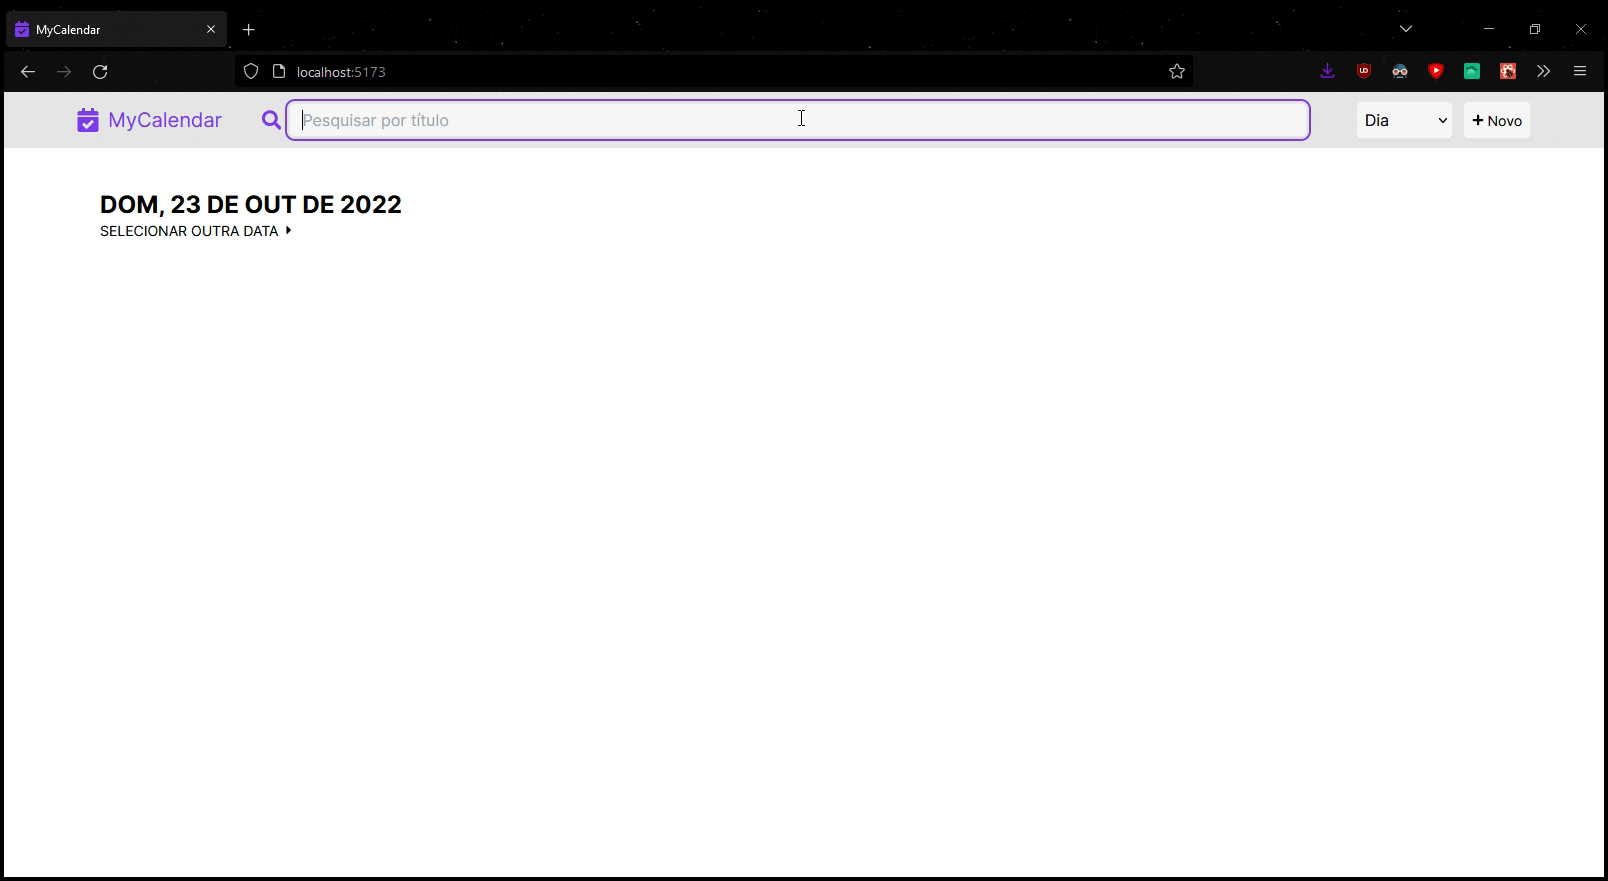 MyCalendar
localhost:5173
MyCalendar
Pesquisar por título
Dia
+ Novo
DOM, 23 DE OUT DE 2022
SELECIONAR OUTRA DATA